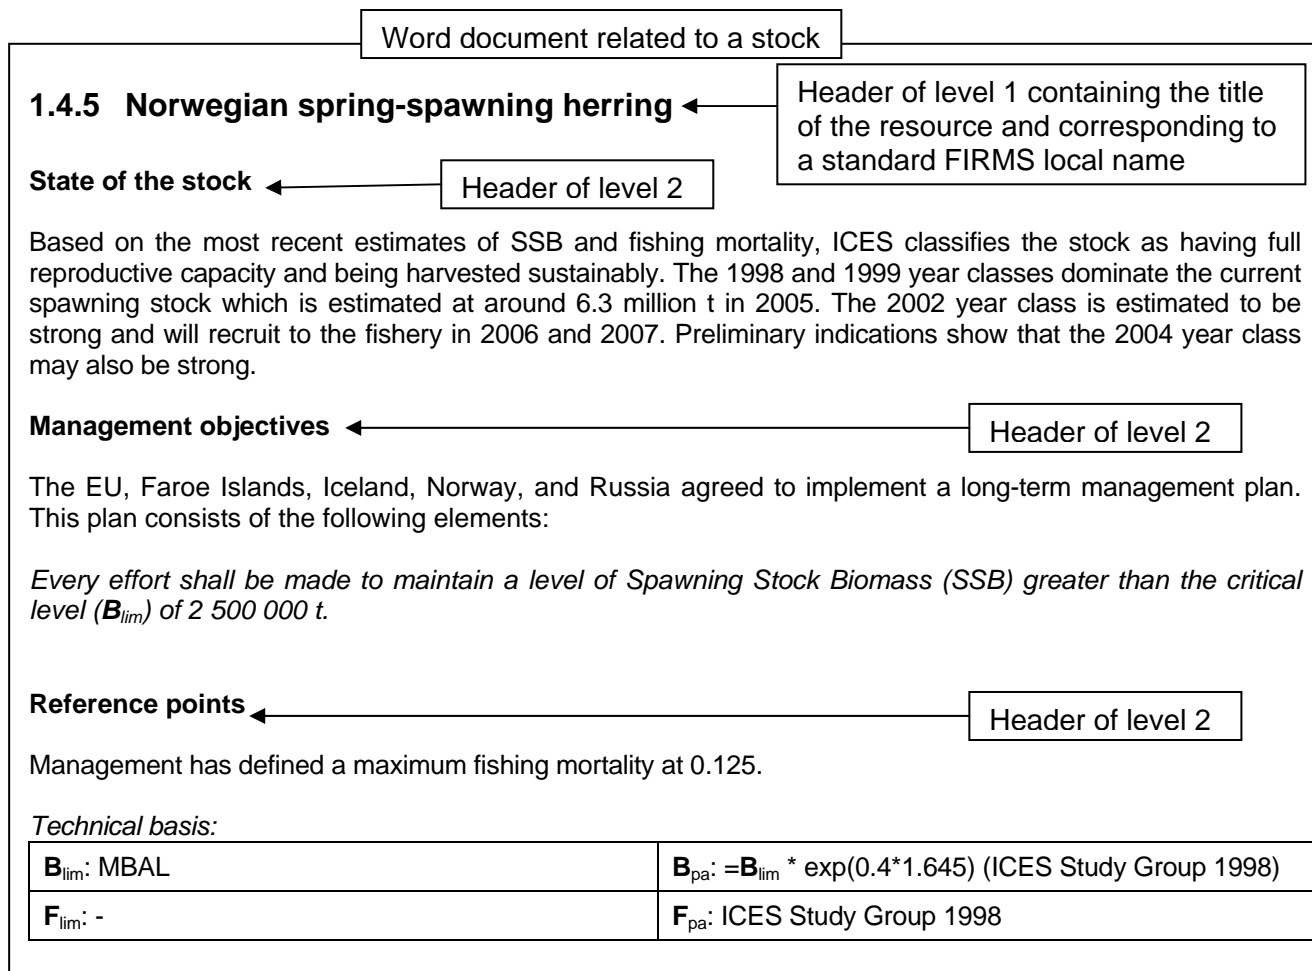 Word document related to a stock
1.4.5 Norwegian spring-spawning herring
Header of level 1 containing the title
of the resource and corresponding to
a standard FIRMS local name
State of the stock
Header of level 2
Based on the most recent estimates of SSB and fishing mortality, ICES classifies the stock as having full
reproductive capacity and being harvested sustainably. The 1998 and 1999 year classes dominate the current
spawning stock which is estimated at around 6.3 million t in 2005. The 2002 year class is estimated to be
strong and will recruit to the fishery in 2006 and 2007. Preliminary indications show that the 2004 year class
may also be strong.
Management objectives
Header of level 2
The EU, Faroe Islands, Iceland, Norway, and Russia agreed to implement a long-term management plan.
This plan consists of the following elements:
Every effort shall be made to maintain a level of Spawning Stock Biomass (SSB) greater than the critical
level (Blim) of 2 500 000 t.
Reference points
Header of level 2
Management has defined a maximum fishing mortality at 0.125.
Technical basis:
Blim: MBAL
Bpa: =Blim * exp(0.4*1.645) (ICES Study Group 1998)
Flim: -
Fpa: ICES Study Group 1998